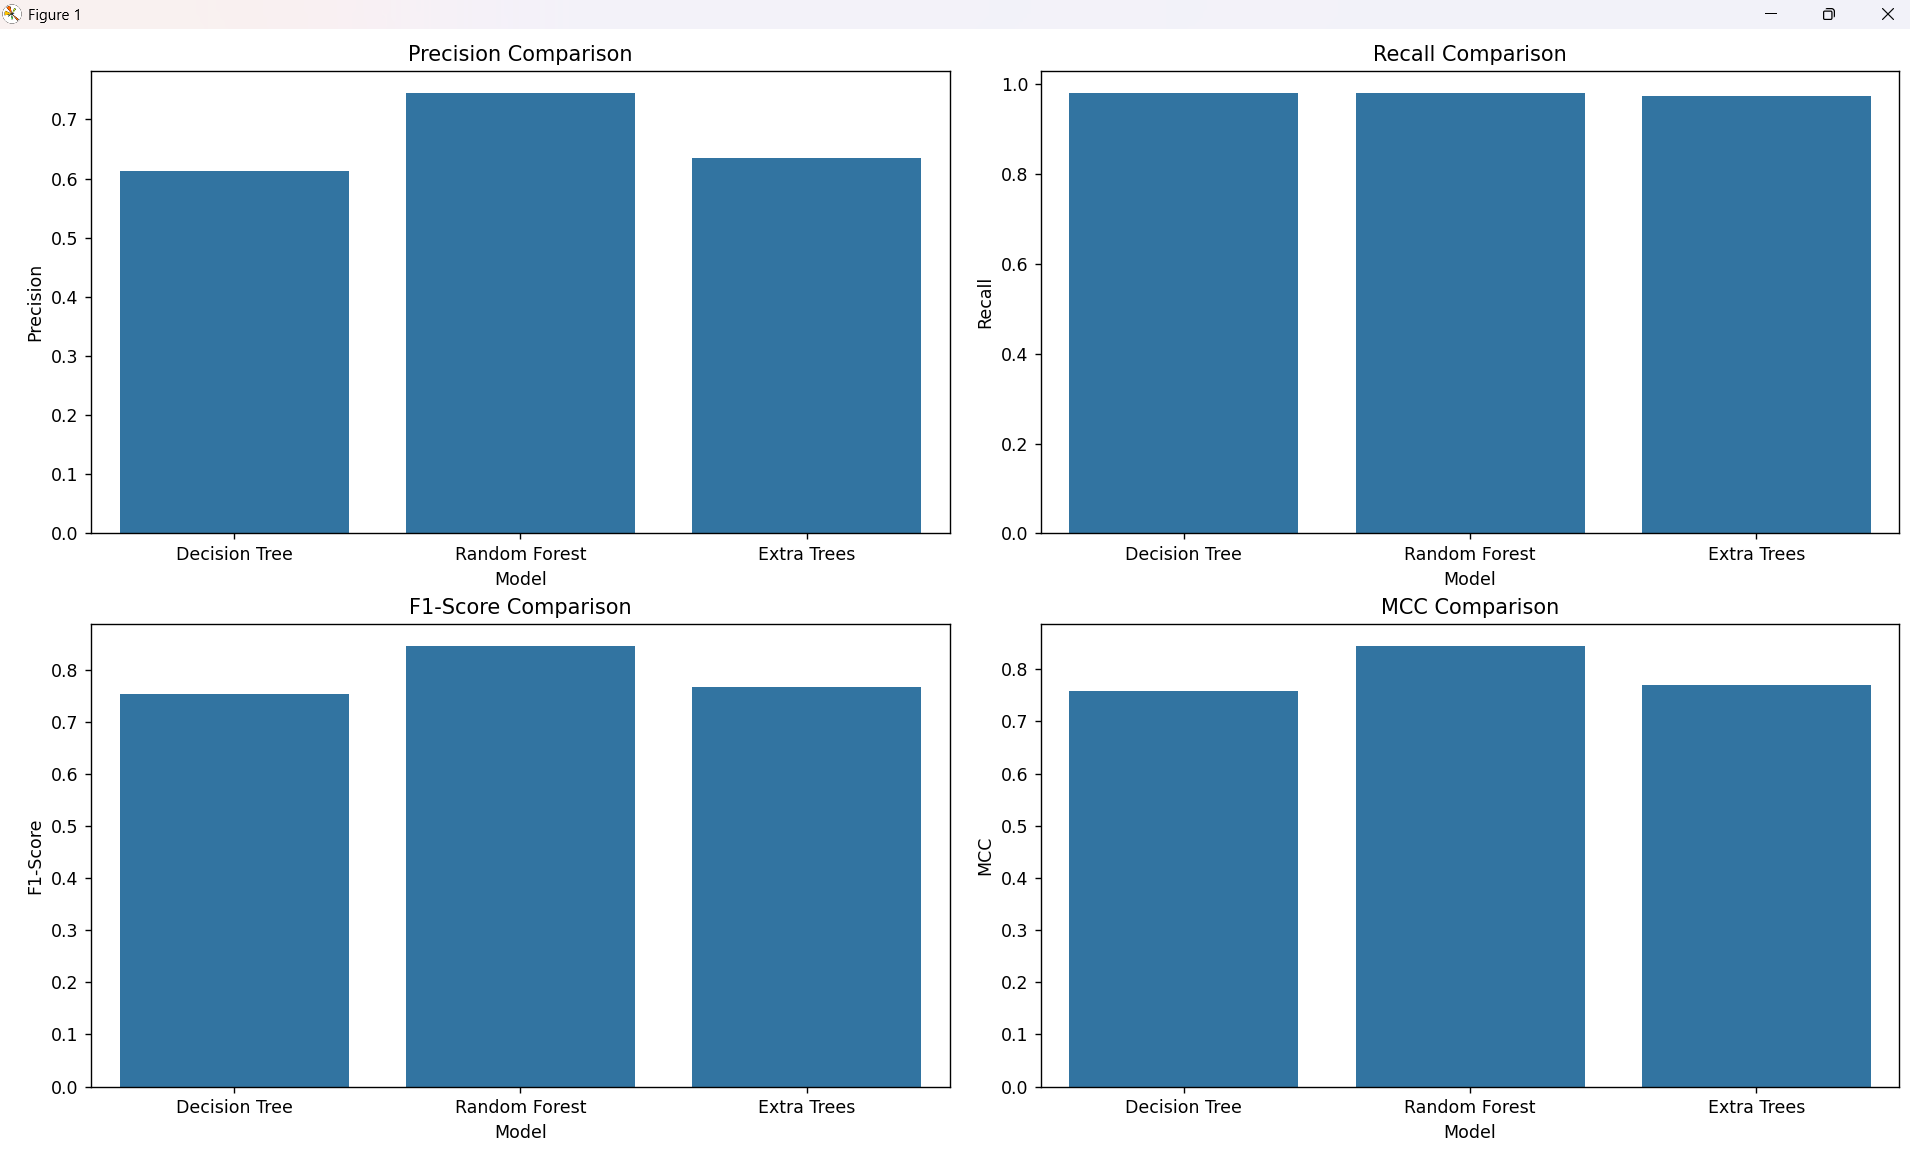 Figure 1
Precision Comparison
Precision
0.7
0.6
0.5
0.4
0.3
0.2
0.1
0.0
Decision Tree Random Forest Extra Trees
Model
Recall Comparison
Recall
1.0
0.8
0.6
0.4
0.2
0.0
Decision Tree Random Forest Extra Trees
Model
F1-Score Comparison
F1-Score
0.8
0.7
0.6
0.5
0.4
0.3
0.2
0.1
0.0
Decision Tree Random Forest Extra Trees
Model
MCC Comparison
MCC
0.8
0.7
0.6
0.5
0.4
0.3
0.2
0.1
0.0
Decision Tree Random Forest Extra Trees
Model